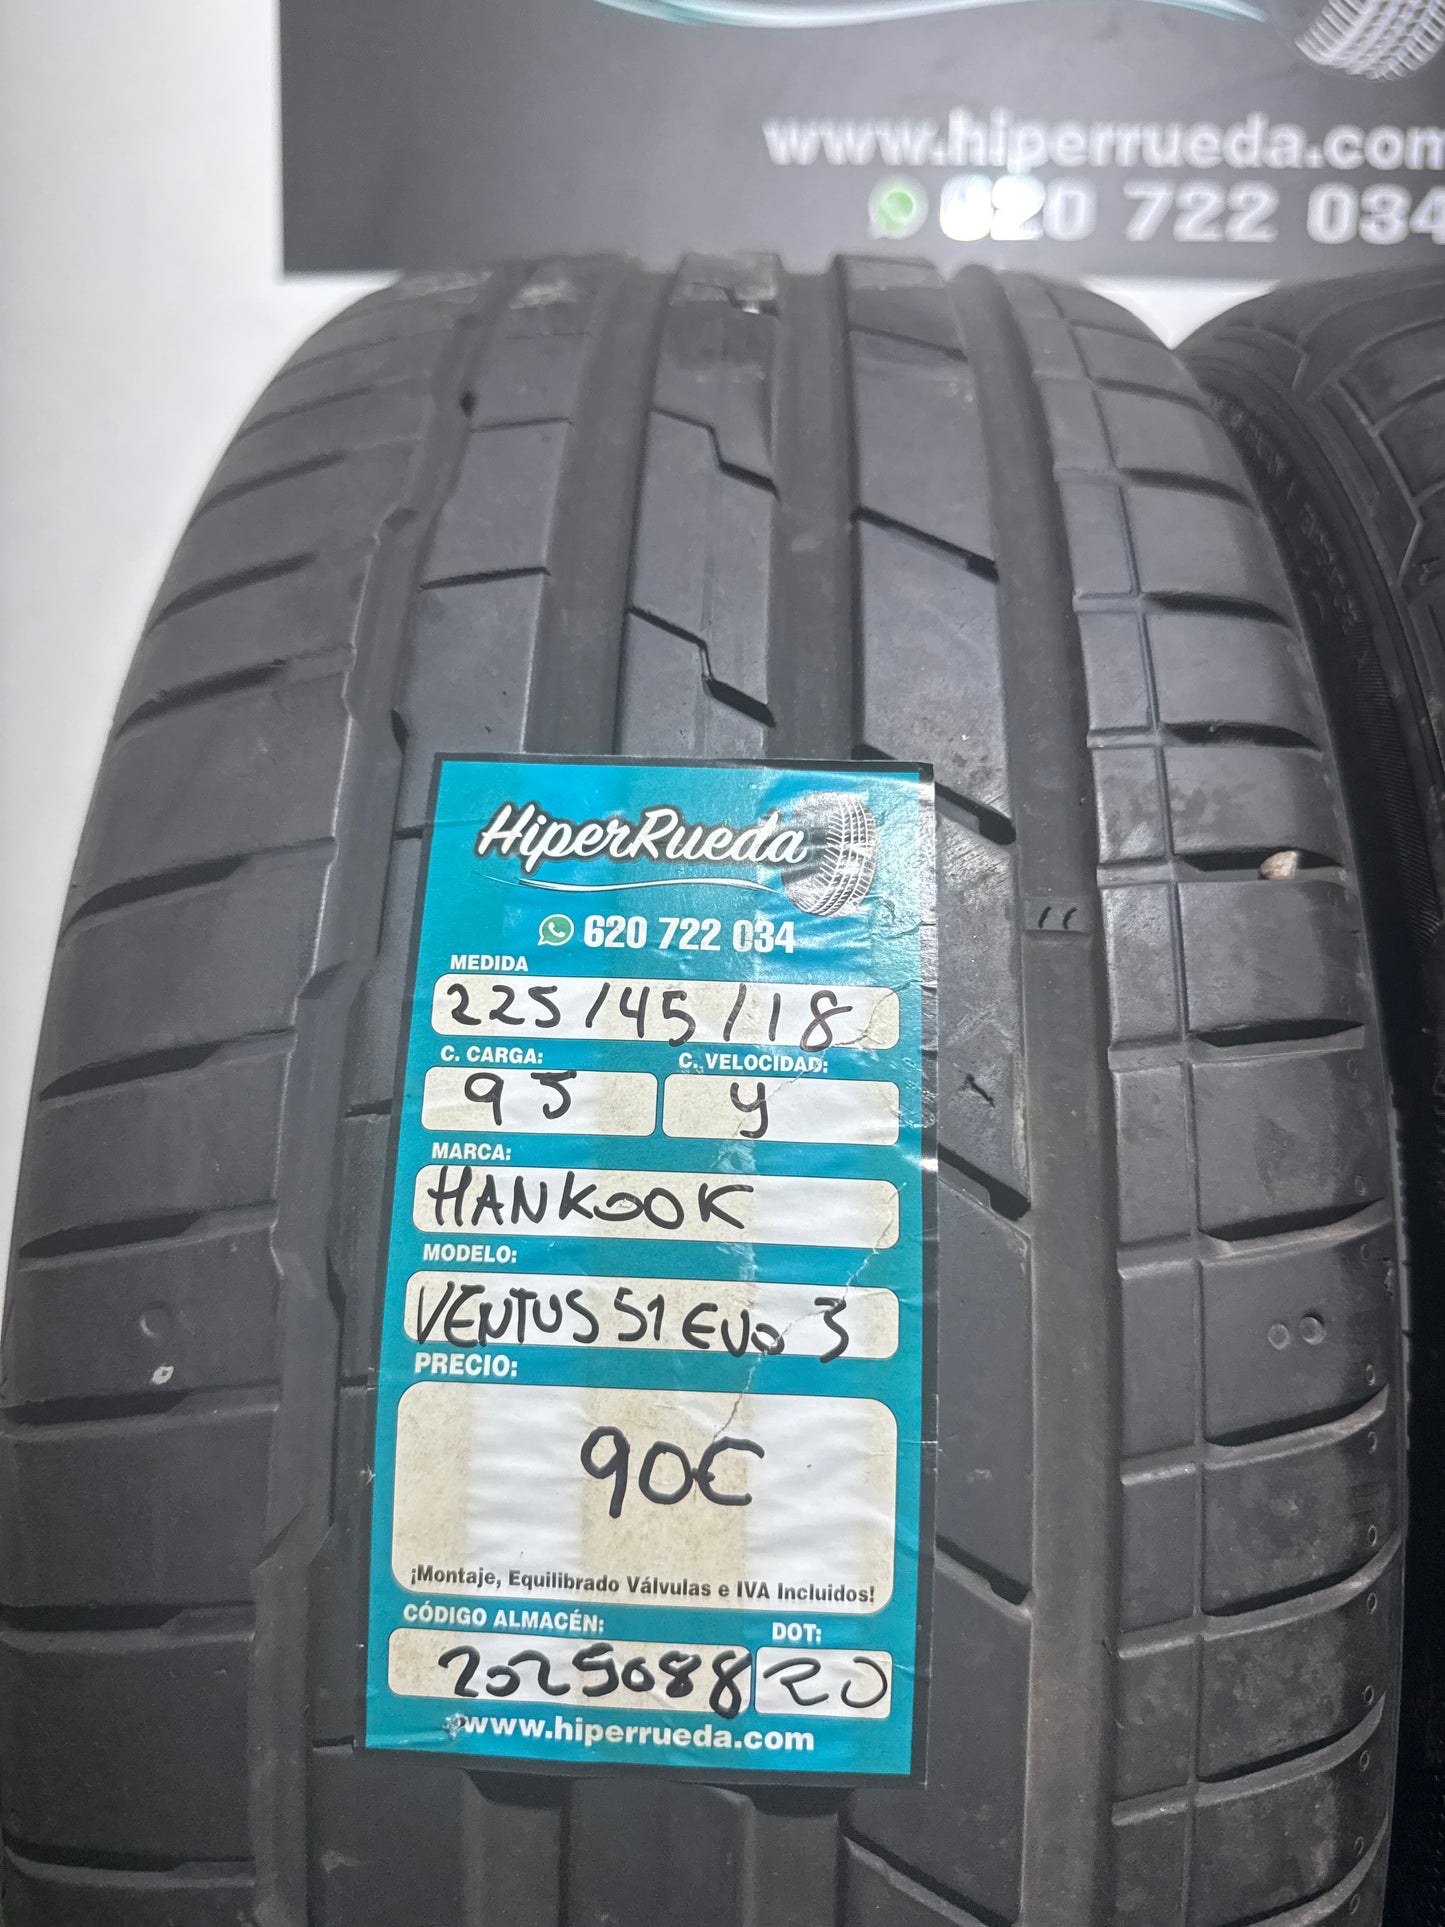 www.hiperrueda.com
620 722 034
HiperRueda
620 722 034
MEDIDA
225/45/18
C. CARGA: C. VELOCIDAD:
95 y
MARCA:
HANKOOK
MODELO:
VENTUS S1 EVO 3
PRECIO:
90€
¡Montaje, Equilibrado Válvulas e IVA Incluidos!
CÓDIGO ALMACÉN: DOT:
2025088 20
www.hiperrueda.com